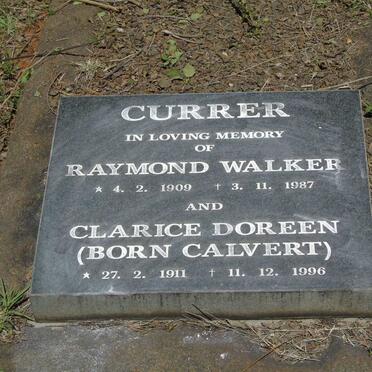 CURRER
IN LOVING MEMORY
OF
RAYMOND WALKER
* 4. 2. 1909 † 3. 11. 1987
AND
CLARICE DOREEN
(BORN CALVERT)
* 27. 2. 1911 † 11. 12. 1996